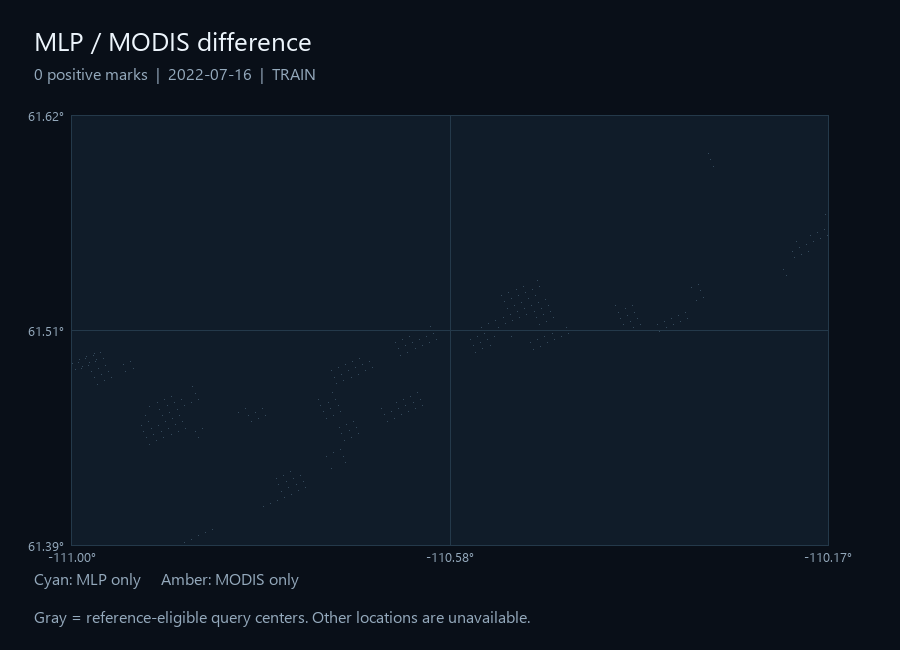 MLP / MODIS difference
0 positive marks | 2022-07-16 | TRAIN
61.62°
61.51°
61.39°
-111.00° -110.58° -110.17°
Cyan: MLP only Amber: MODIS only
Gray = reference-eligible query centers. Other locations are unavailable.